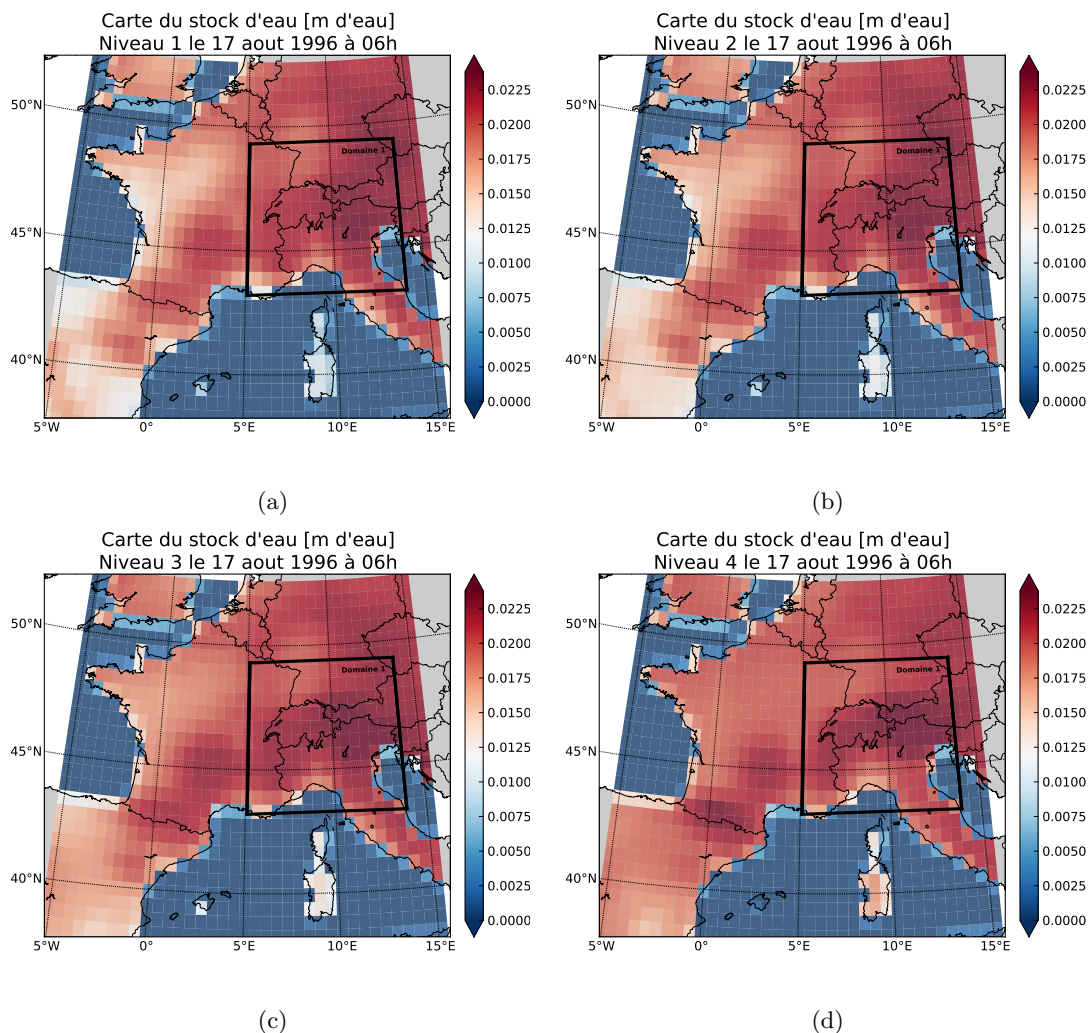 Carte du stock d'eau [m d'eau]
Niveau 1 le 17 aout 1996 à 06h
50°N
45°N
40°N
5°W
0°
5°E
10°E
15°E
Domaine 1
0.0225
0.0200
0.0175
0.0150
0.0125
0.0100
0.0075
0.0050
0.0025
0.0000
(a)
Carte du stock d'eau [m d'eau]
Niveau 2 le 17 aout 1996 à 06h
50°N
45°N
40°N
5°W
0°
5°E
10°E
15°E
Domaine 1
0.0225
0.0200
0.0175
0.0150
0.0125
0.0100
0.0075
0.0050
0.0025
0.0000
(b)
Carte du stock d'eau [m d'eau]
Niveau 3 le 17 aout 1996 à 06h
50°N
45°N
40°N
5°W
0°
5°E
10°E
15°E
Domaine 1
0.0225
0.0200
0.0175
0.0150
0.0125
0.0100
0.0075
0.0050
0.0025
0.0000
(c)
Carte du stock d'eau [m d'eau]
Niveau 4 le 17 aout 1996 à 06h
50°N
45°N
40°N
5°W
0°
5°E
10°E
15°E
Domaine 1
0.0225
0.0200
0.0175
0.0150
0.0125
0.0100
0.0075
0.0050
0.0025
0.0000
(d)